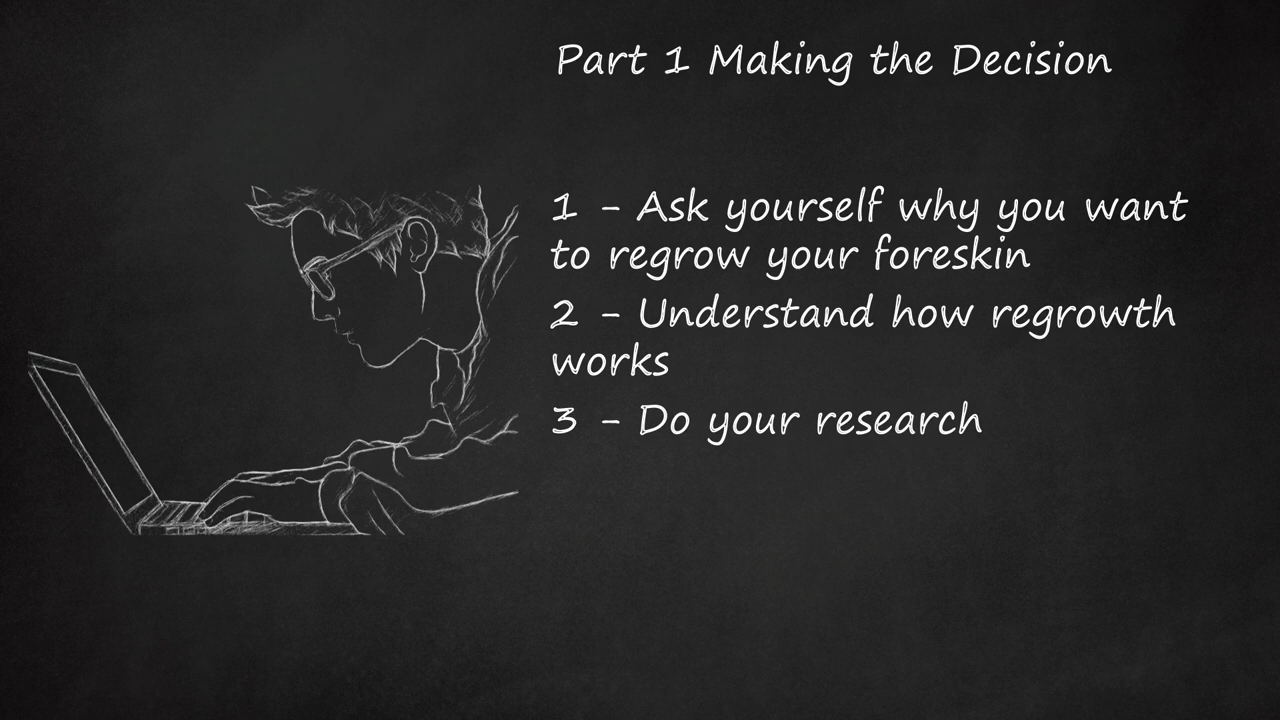 Part 1 Making the Decision
1 - Ask yourself why you want
to regrow your foreskin
2 - Understand how regrowth
works
3 - Do your research